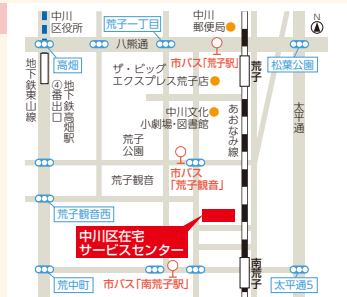 中川
区役所
荒子一丁目
中川
郵便局
N
八熊通
市バス「荒子駅」
高畑
荒子
松葉公園
地下鉄東山線
④番出口
地下鉄高畑駅
ザ・ビッグ
エクスプレス荒子店
中川文化
小劇場・図書館
あおなみ線
太平通
荒子
公園
市バス
「荒子観音」
荒子観音
荒子観音西
中川区在宅
サービスセンター
荒中町
市バス「南荒子駅」
南荒子
太平通5